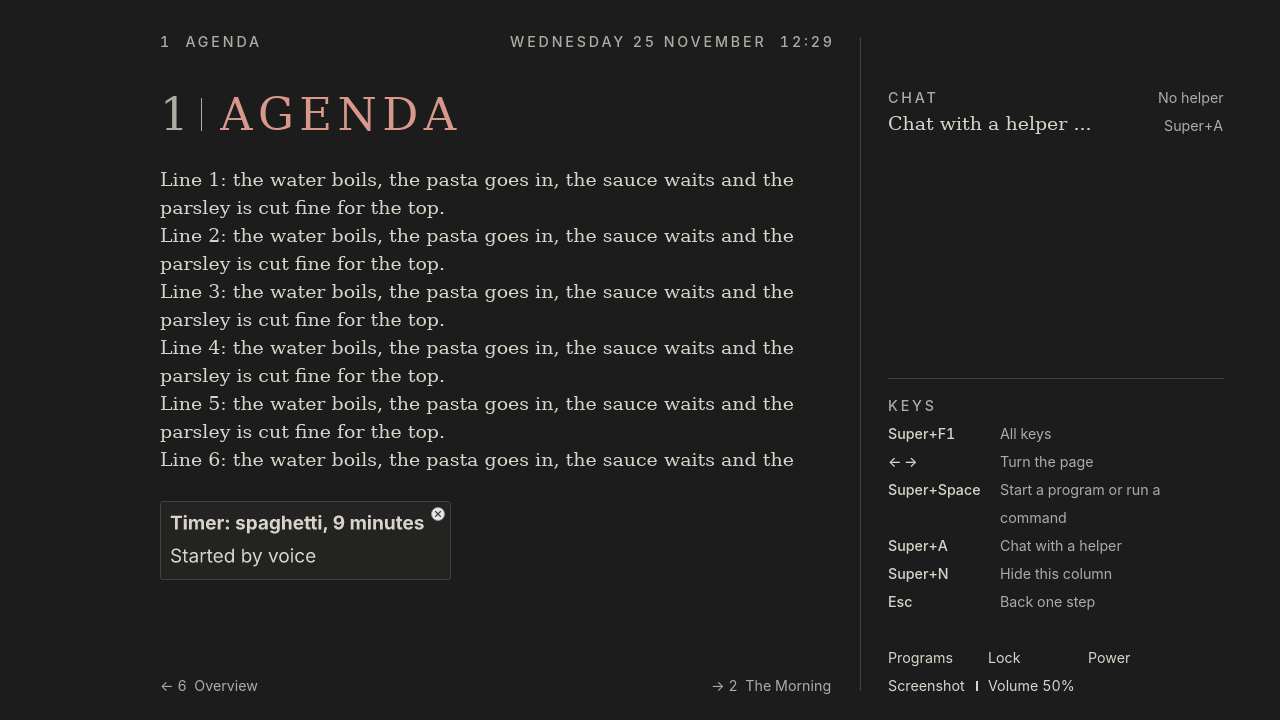 1 AGENDA
WEDNESDAY 25 NOVEMBER 12:29
1 AGENDA
Line 1: the water boils, the pasta goes in, the sauce waits and the
parsley is cut fine for the top.
Line 2: the water boils, the pasta goes in, the sauce waits and the
parsley is cut fine for the top.
Line 3: the water boils, the pasta goes in, the sauce waits and the
parsley is cut fine for the top.
Line 4: the water boils, the pasta goes in, the sauce waits and the
parsley is cut fine for the top.
Line 5: the water boils, the pasta goes in, the sauce waits and the
parsley is cut fine for the top.
Line 6: the water boils, the pasta goes in, the sauce waits and the
Timer: spaghetti, 9 minutes
Started by voice
← 6 Overview
→ 2 The Morning
CHAT No helper
Chat with a helper ... Super+A
KEYS
Super+F1 All keys
← → Turn the page
Super+Space Start a program or run a
command
Super+A Chat with a helper
Super+N Hide this column
Esc Back one step
Programs Lock Power
Screenshot Volume 50%